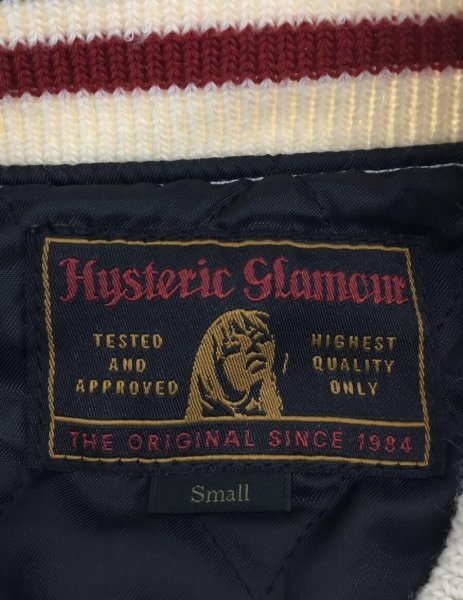 Hysteric Glamour
TESTED
AND
APPROVED
HIGHEST
QUALITY
ONLY
THE ORIGINAL SINCE 1984
Small